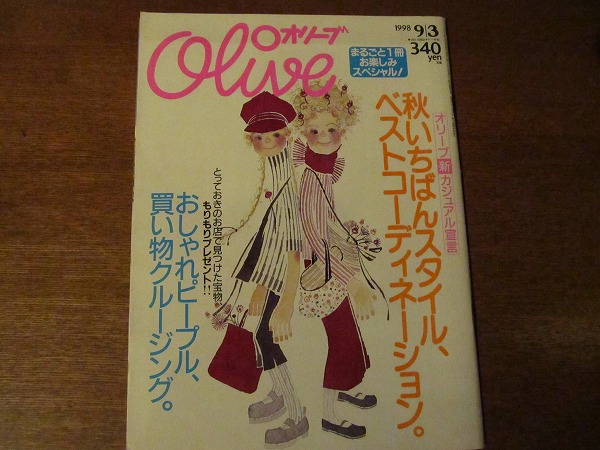 Olive
オリーブ
1998 9/3
340
yen
まるごと1冊
お楽しみ
スペシャル!
オリーブ新カジュアル宣言
秋いちばんスタイル、
ベストコーディネーション。
とっておきのお店で見つけた宝物。
もりもりプレゼント!!
おしゃれピープル、
買い物クルージング。